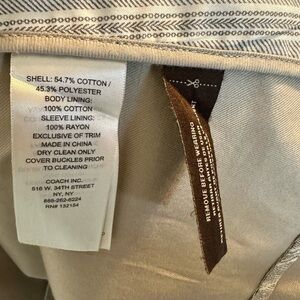 SHELL: 54.7% COTTON /
45.3% POLYESTER
BODY LINING:
100% COTTON
SLEEVE LINING:
100% RAYON
EXCLUSIVE OF TRIM
MADE IN CHINA
DRY CLEAN ONLY
COVER BUCKLES PRIOR
TO CLEANING
COACH INC.
516 W. 34TH STREET
NY, NY
866-262-6224
RN# 152154
REMOVE BEFORE WEARING